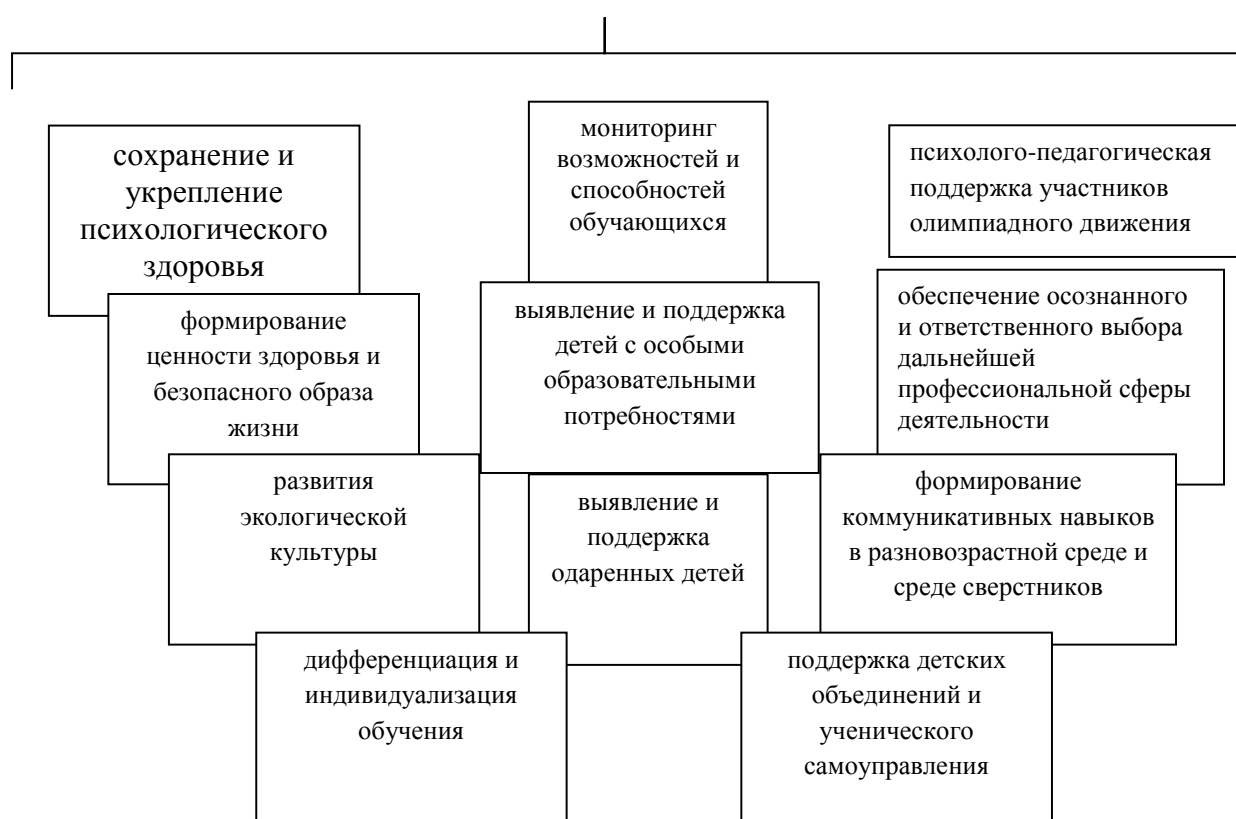 сохранение и
укрепление
психологического
здоровья
формирование
ценности здоровья и
безопасного образа
жизни
развития
экологической
культуры
дифференциация и
индивидуализация
обучения
мониторинг
возможностей и
способностей
обучающихся
выявление и поддержка
детей с особыми
образовательными
потребностями
выявление и
поддержка
одаренных детей
психолого-педагогическая
поддержка участников
олимпиадного движения
обеспечение осознанного
и ответственного выбора
дальнейшей
профессиональной сферы
деятельности
формирование
коммуникативных навыков
в разновозрастной среде и
среде сверстников
поддержка детских
объединений и
ученического
самоуправления